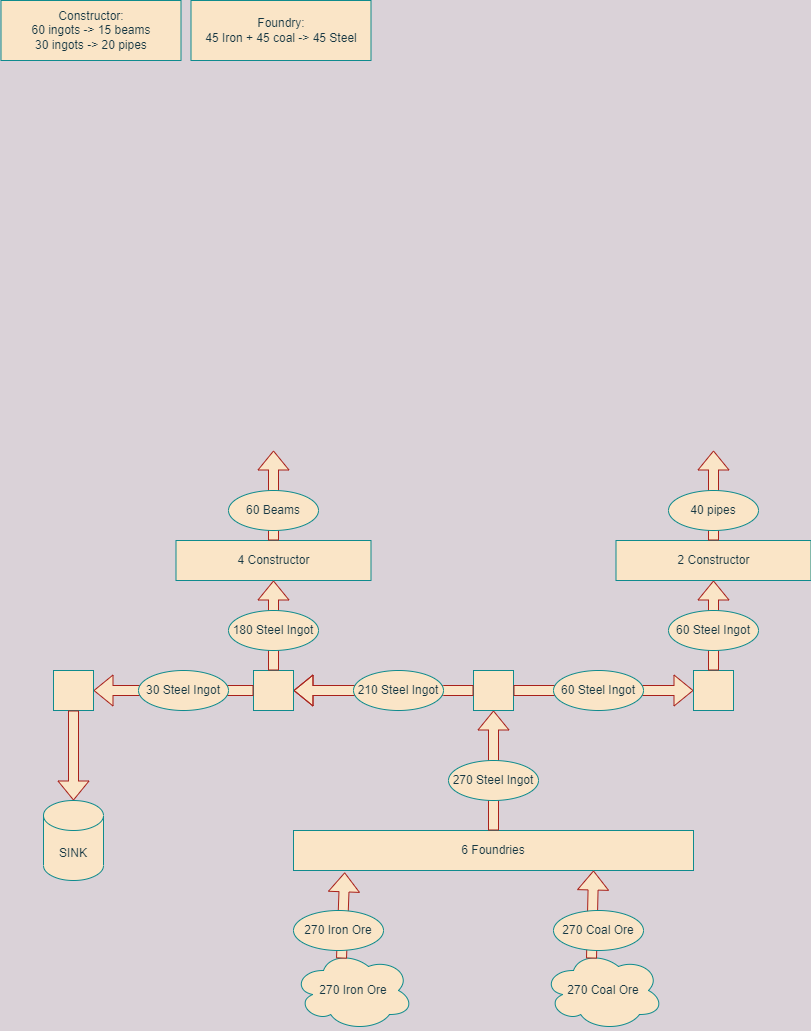 Constructor:
60 ingots -> 15 beams
30 ingots -> 20 pipes
Foundry:
45 Iron + 45 coal -> 45 Steel
60 Beams
40 pipes
4 Constructor
2 Constructor
180 Steel Ingot
60 Steel Ingot
30 Steel Ingot
210 Steel Ingot
60 Steel Ingot
270 Steel Ingot
SINK
6 Foundries
270 Iron Ore
270 Coal Ore
270 Iron Ore
270 Coal Ore